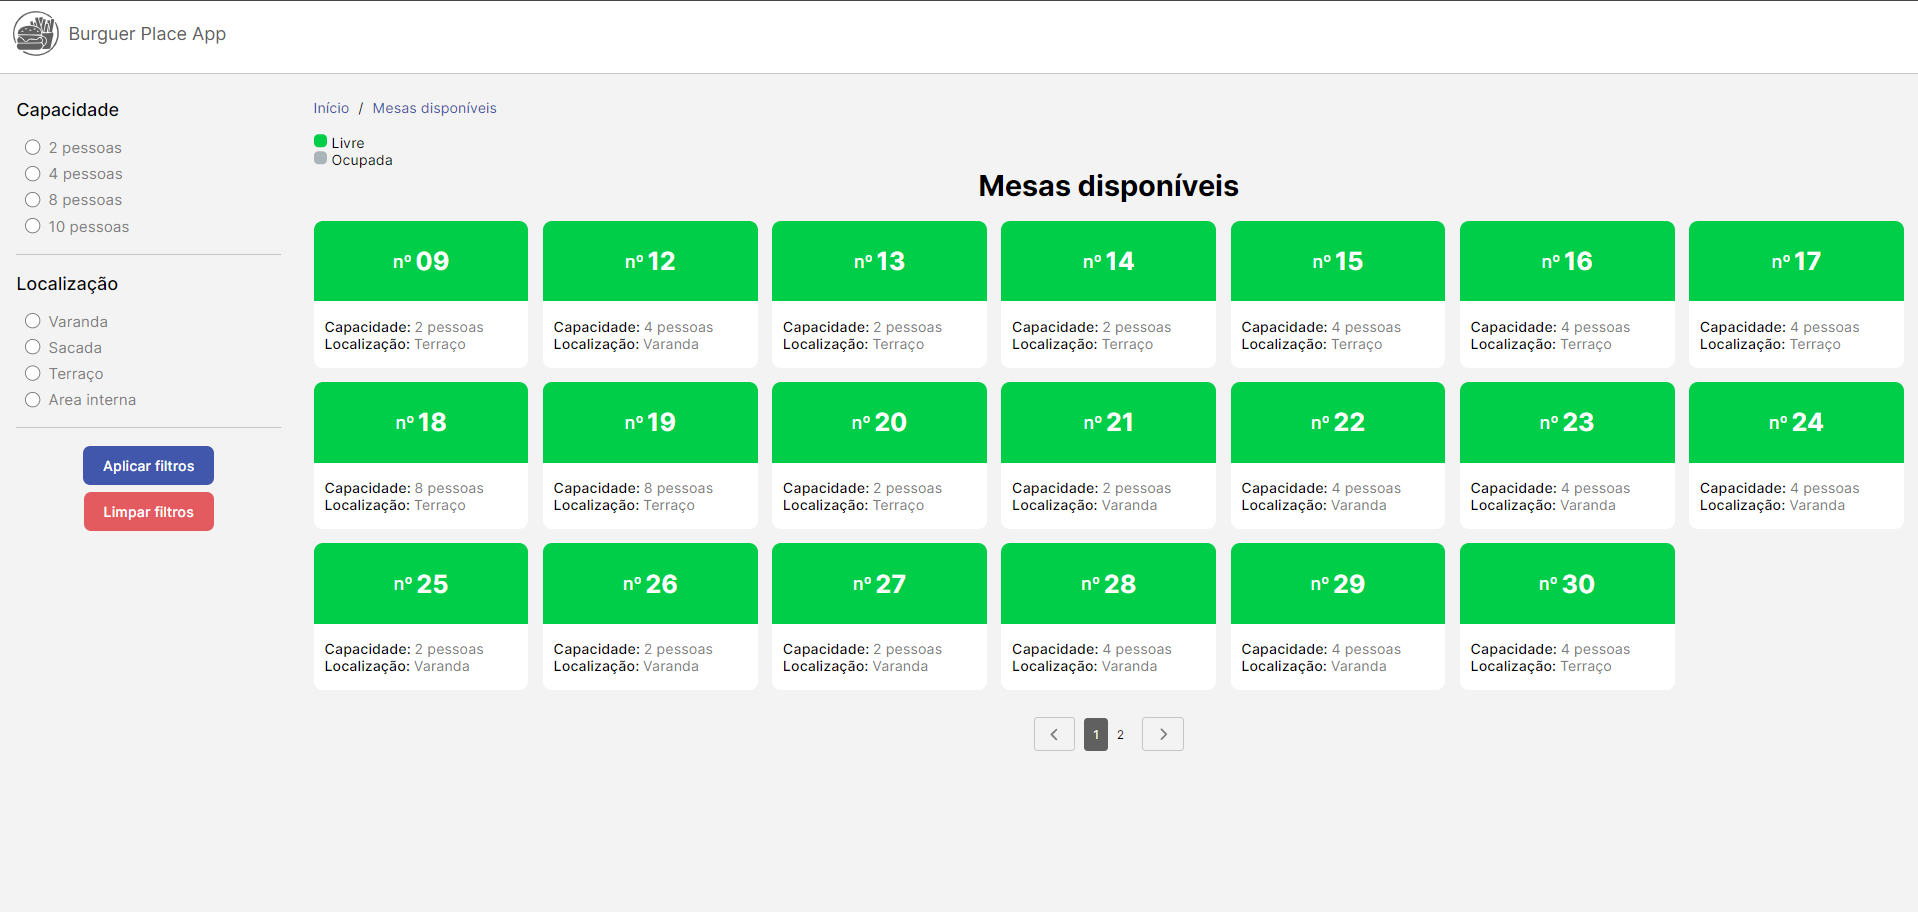 Burguer Place App
Capacidade
2 pessoas
4 pessoas
8 pessoas
10 pessoas
Localização
Varanda
Sacada
Terraço
Area interna
Aplicar filtros
Limpar filtros
Início / Mesas disponíveis
Livre
Ocupada
Mesas disponíveis
nº 09
Capacidade: 2 pessoas
Localização: Terraço
nº 12
Capacidade: 4 pessoas
Localização: Varanda
nº 13
Capacidade: 2 pessoas
Localização: Terraço
nº 14
Capacidade: 2 pessoas
Localização: Terraço
nº 15
Capacidade: 4 pessoas
Localização: Terraço
nº 16
Capacidade: 4 pessoas
Localização: Terraço
nº 17
Capacidade: 4 pessoas
Localização: Terraço
nº 18
Capacidade: 8 pessoas
Localização: Terraço
nº 19
Capacidade: 8 pessoas
Localização: Terraço
nº 20
Capacidade: 2 pessoas
Localização: Terraço
nº 21
Capacidade: 2 pessoas
Localização: Varanda
nº 22
Capacidade: 4 pessoas
Localização: Varanda
nº 23
Capacidade: 4 pessoas
Localização: Varanda
nº 24
Capacidade: 4 pessoas
Localização: Varanda
nº 25
Capacidade: 2 pessoas
Localização: Varanda
nº 26
Capacidade: 2 pessoas
Localização: Varanda
nº 27
Capacidade: 2 pessoas
Localização: Varanda
nº 28
Capacidade: 4 pessoas
Localização: Varanda
nº 29
Capacidade: 4 pessoas
Localização: Varanda
nº 30
Capacidade: 4 pessoas
Localização: Terraço
1 2